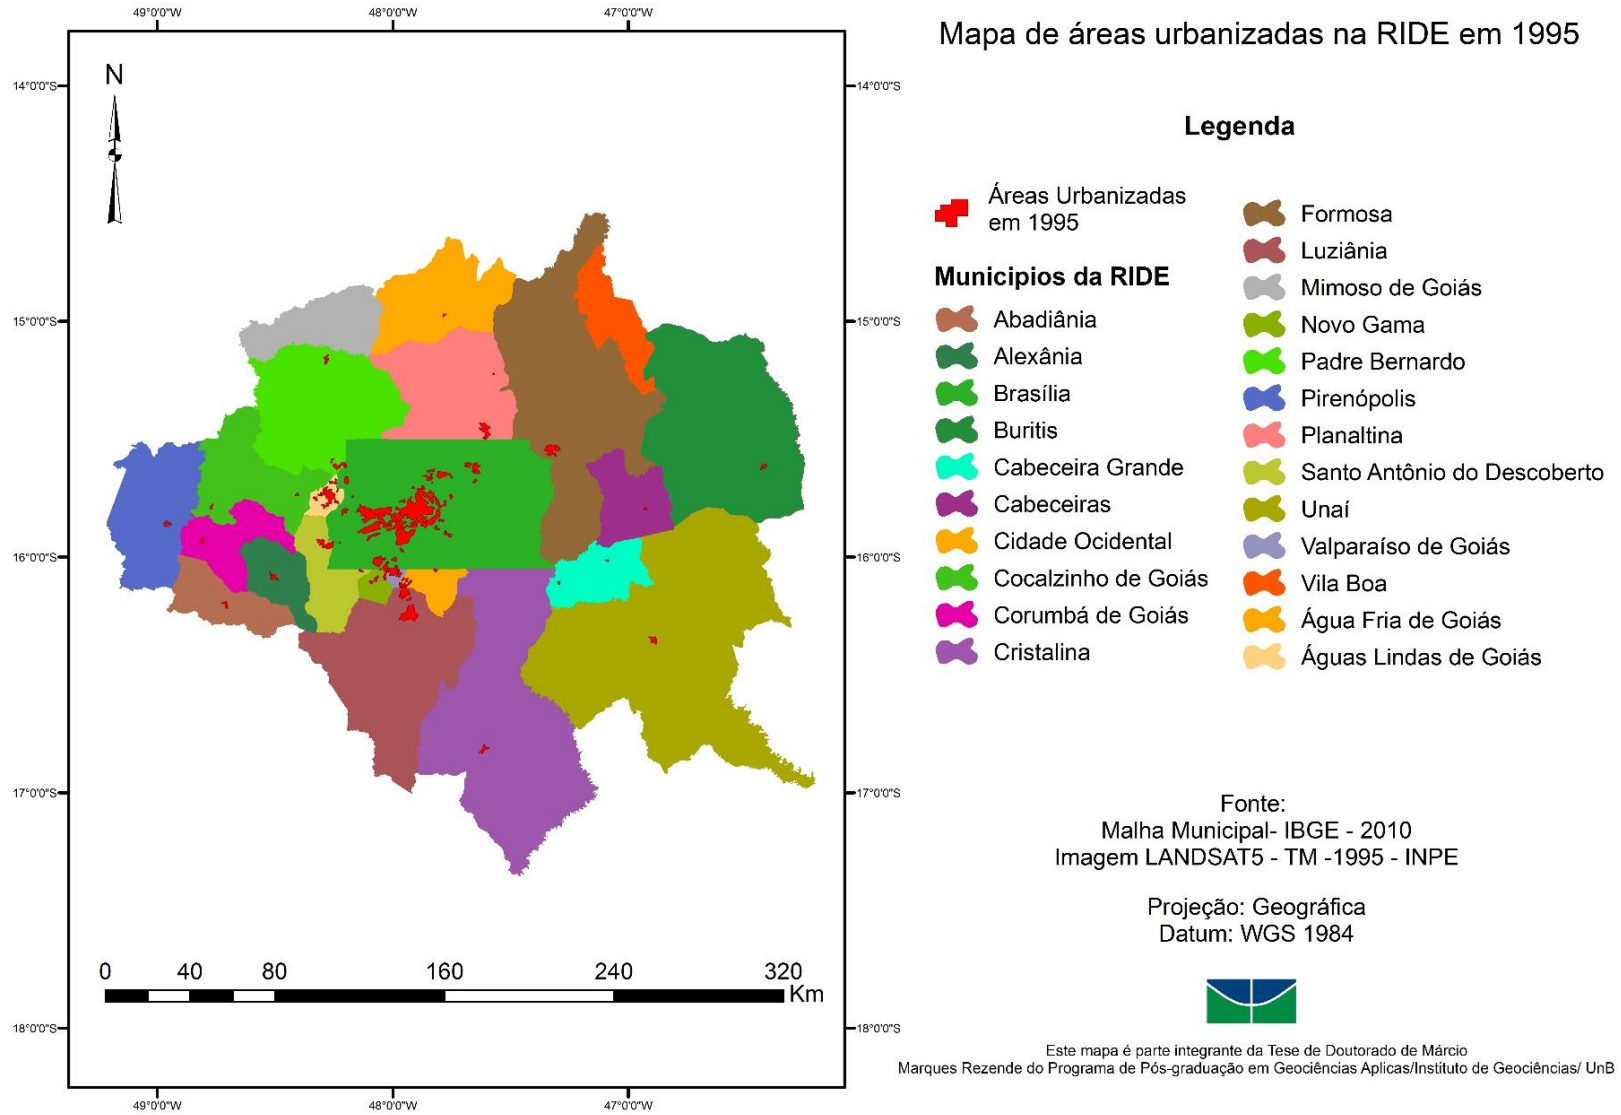 Mapa de áreas urbanizadas na RIDE em 1995
49°0'0"W 48°0'0"W 47°0'0"W
N
14°0'0"S 14°0'0"S
15°0'0"S 15°0'0"S
16°0'0"S 16°0'0"S
17°0'0"S 17°0'0"S
18°0'0"S 18°0'0"S
0 40 80 160 240 320
Km
49°0'0"W 48°0'0"W 47°0'0"W
Legenda
Áreas Urbanizadas
em 1995
Municipios da RIDE
Abadiânia
Alexânia
Brasília
Buritis
Cabeceira Grande
Cabeceiras
Cidade Ocidental
Cocalzinho de Goiás
Corumbá de Goiás
Cristalina
Formosa
Luziânia
Mimoso de Goiás
Novo Gama
Padre Bernardo
Pirenópolis
Planaltina
Santo Antônio do Descoberto
Unaí
Valparaíso de Goiás
Vila Boa
Água Fria de Goiás
Águas Lindas de Goiás
Fonte:
Malha Municipal- IBGE - 2010
Imagem LANDSAT5 - TM -1995 - INPE
Projeção: Geográfica
Datum: WGS 1984
Este mapa é parte integrante da Tese de Doutorado de Márcio
Marques Rezende do Programa de Pós-graduação em Geociências Aplicas/Instituto de Geociências/ UnB